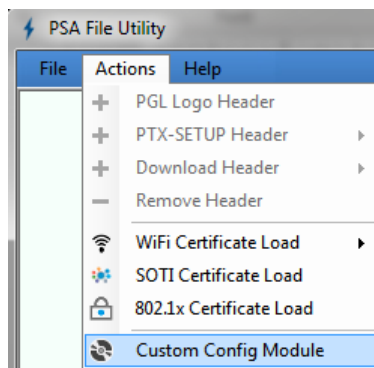 PSA File Utility
File Actions Help
PGL Logo Header
PTX-SETUP Header
Download Header
Remove Header
WiFi Certificate Load
SOTI Certificate Load
802.1x Certificate Load
Custom Config Module